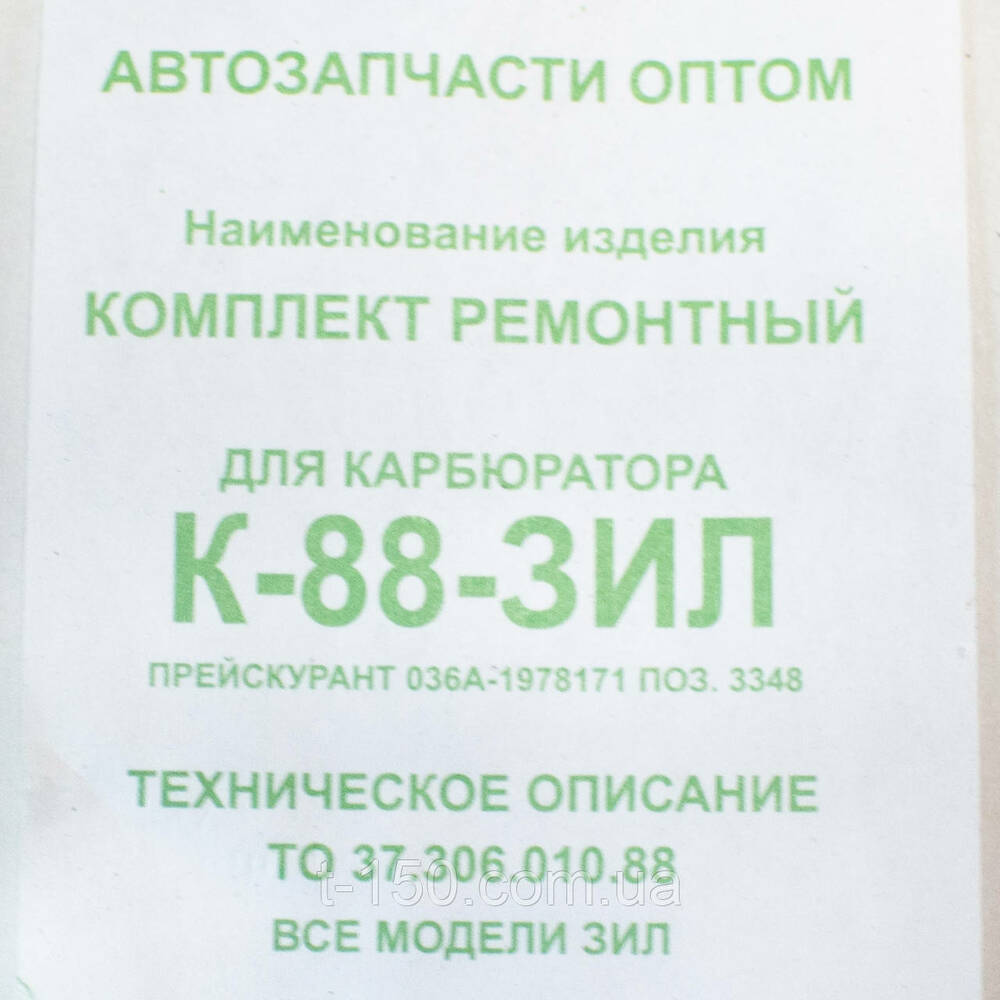 АВТОЗАПЧАСТИ ОПТОМ
Наименование изделия
КОМПЛЕКТ РЕМОНТНЫЙ
ДЛЯ КАРБЮРАТОРА
К-88-ЗИЛ
ПРЕЙСКУРАНТ 036А-1978171 ПОЗ. 3348
ТЕХНИЧЕСКОЕ ОПИСАНИЕ
ТО 37.306.010.88
t-150.com.ua
ВСЕ МОДЕЛИ ЗИЛ